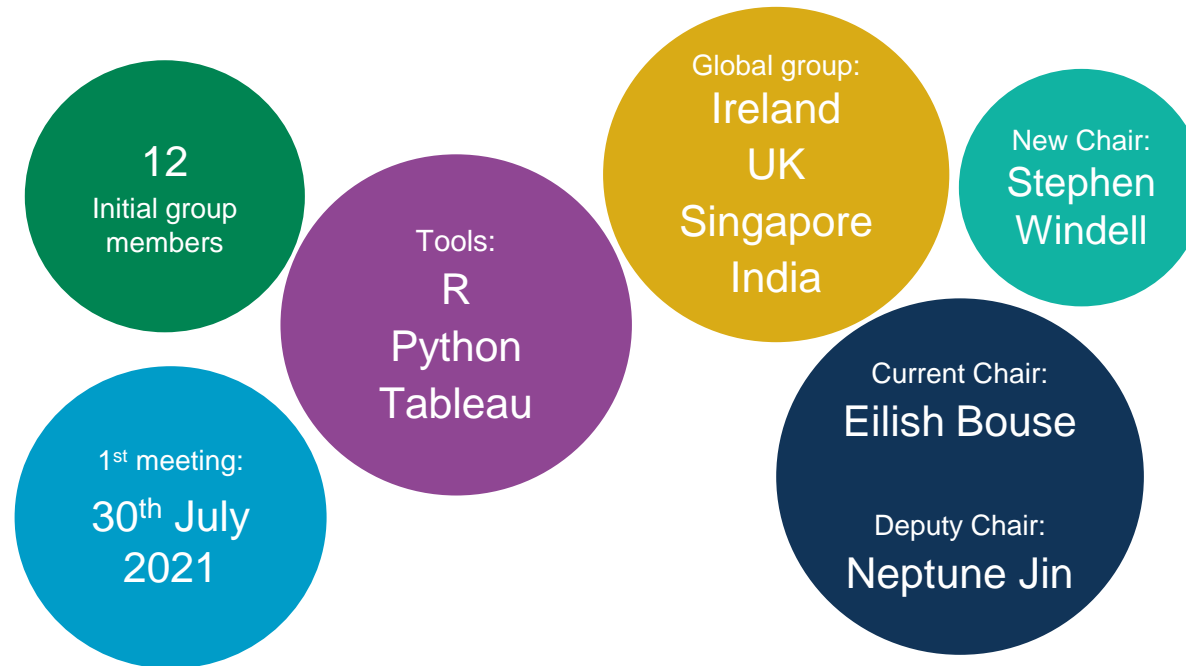 12
Initial group
members
1st meeting:
30th July
2021
Tools:
R
Python
Tableau
Global group:
Ireland
UK
Singapore
India
New Chair:
Stephen
Windell
Current Chair:
Eilish Bouse
Deputy Chair:
Neptune Jin